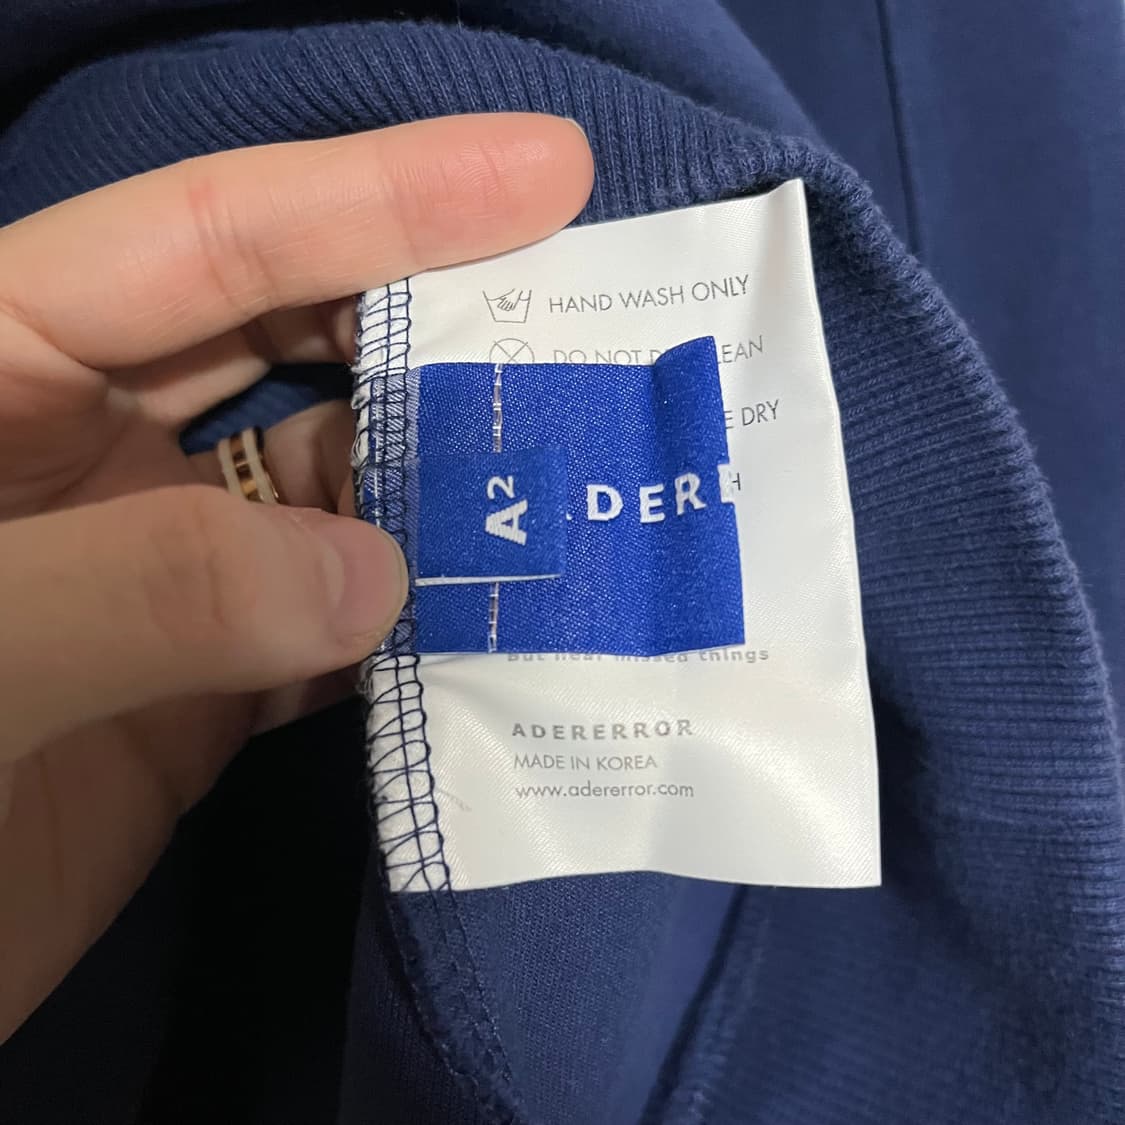 HAND WASH ONLY
DO NOT D LEAN
E DRY
H
A²
DERE
But near missed things
ADERERROR
MADE IN KOREA
www.adererror.com